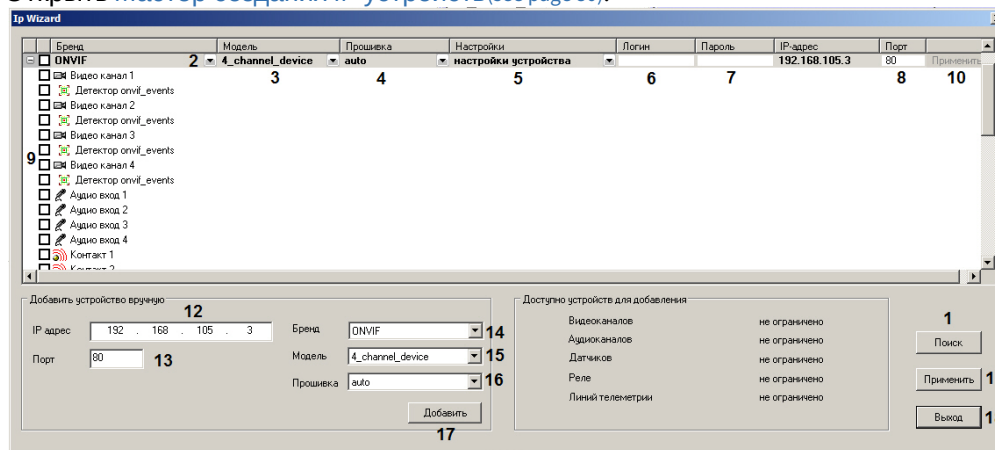 Ip Wizard
Бренд Модель Прошивка Настройки Логин Пароль IP-адрес Порт
ONVIF 2 4_channel_device auto настройки устройства 192.168.105.3 80 Применить
Видео канал 1 3 4 5 6 7 8 10
Детектор onvif_events
Видео канал 2
Детектор onvif_events
Видео канал 3
Детектор onvif_events
9 Видео канал 4
Детектор onvif_events
Аудио вход 1
Аудио вход 2
Аудио вход 3
Аудио вход 4
Контакт 1
Добавить устройство вручную
12
IP адрес 192 . 168 . 105 . 3
Порт 80 13
Бренд ONVIF 14
Модель 4_channel_device 15
Прошивка auto 16
Добавить
17
Доступно устройств для добавления
Видеоканалов не ограничено
Аудиоканалов не ограничено
Датчиков не ограничено
Реле не ограничено
Линий телеметрии не ограничено
1
Поиск
Применить 1
Выход 1